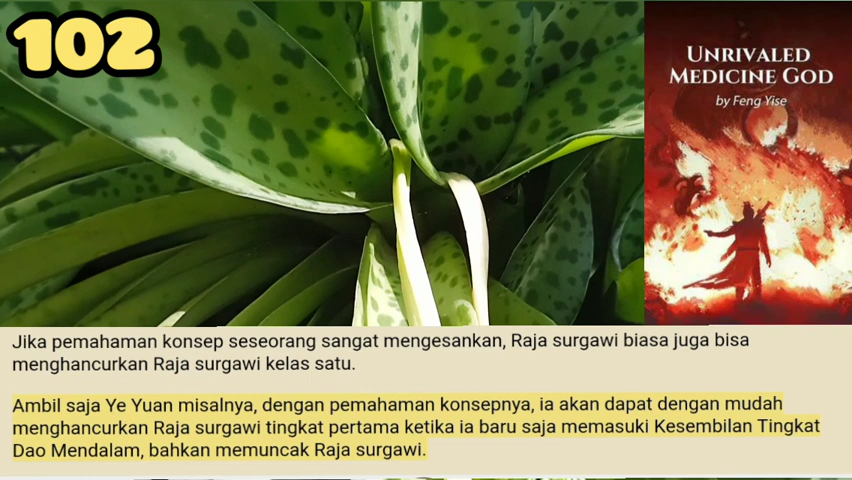 102
UNRIVALED
MEDICINE GOD
by Feng Yise
Jika pemahaman konsep seseorang sangat mengesankan, Raja surgawi biasa juga bisa
menghancurkan Raja surgawi kelas satu.
Ambil saja Ye Yuan misalnya, dengan pemahaman konsepnya, ia akan dapat dengan mudah
menghancurkan Raja surgawi tingkat pertama ketika ia baru saja memasuki Kesembilan Tingkat
Dao Mendalam, bahkan memuncak Raja surgawi.